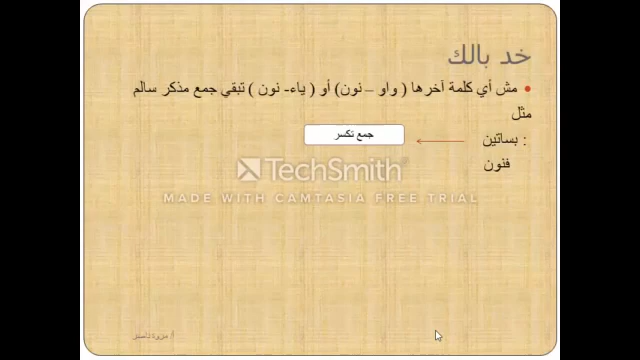 خد بالك
مش أي كلمة آخرها ( واو – نون) أو ( ياء- نون ) تبقي جمع مذكر سالم
مثل
: بساتين
جمع تكسر
فنون
TechSmith
MADE WITH CAMTASIA FREE TRIAL